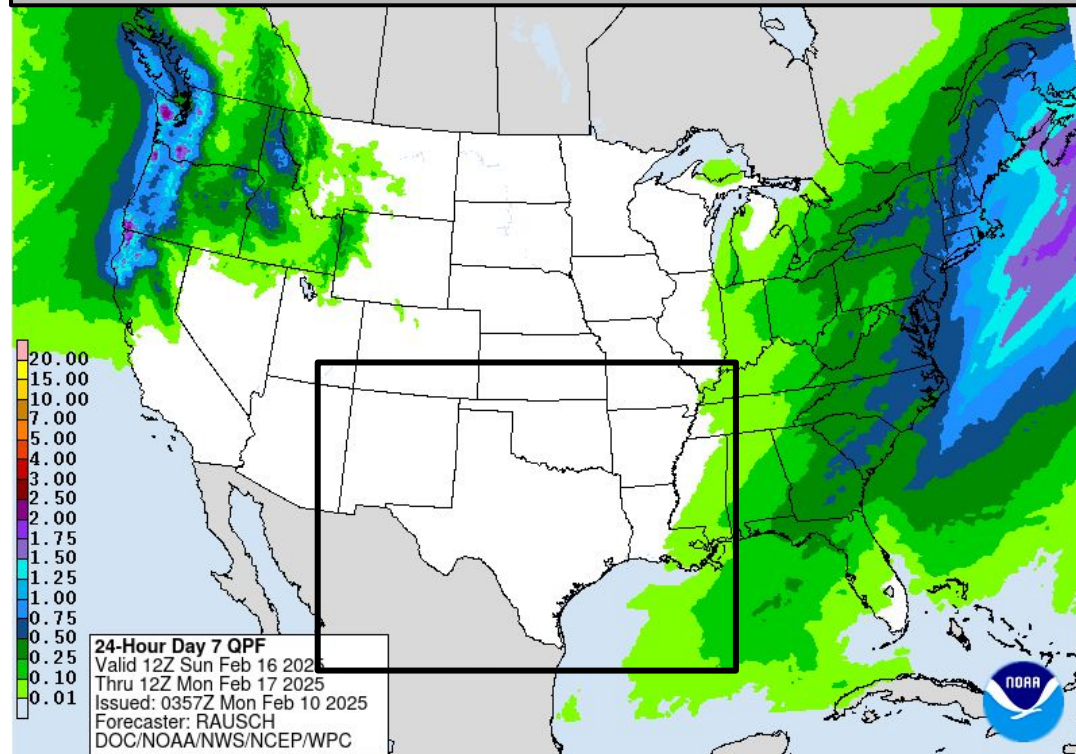 20.00
15.00
10.00
7.00
5.00
4.00
3.00
2.50
2.00
1.75
1.50
1.25
1.00
0.75
0.50
0.25
0.10
0.01
24-Hour Day 7 QPF
Valid 12Z Sun Feb 16 2025
Thru 12Z Mon Feb 17 2025
Issued: 0357Z Mon Feb 10 2025
Forecaster: RAUSCH
DOC/NOAA/NWS/NCEP/WPC
NOAA